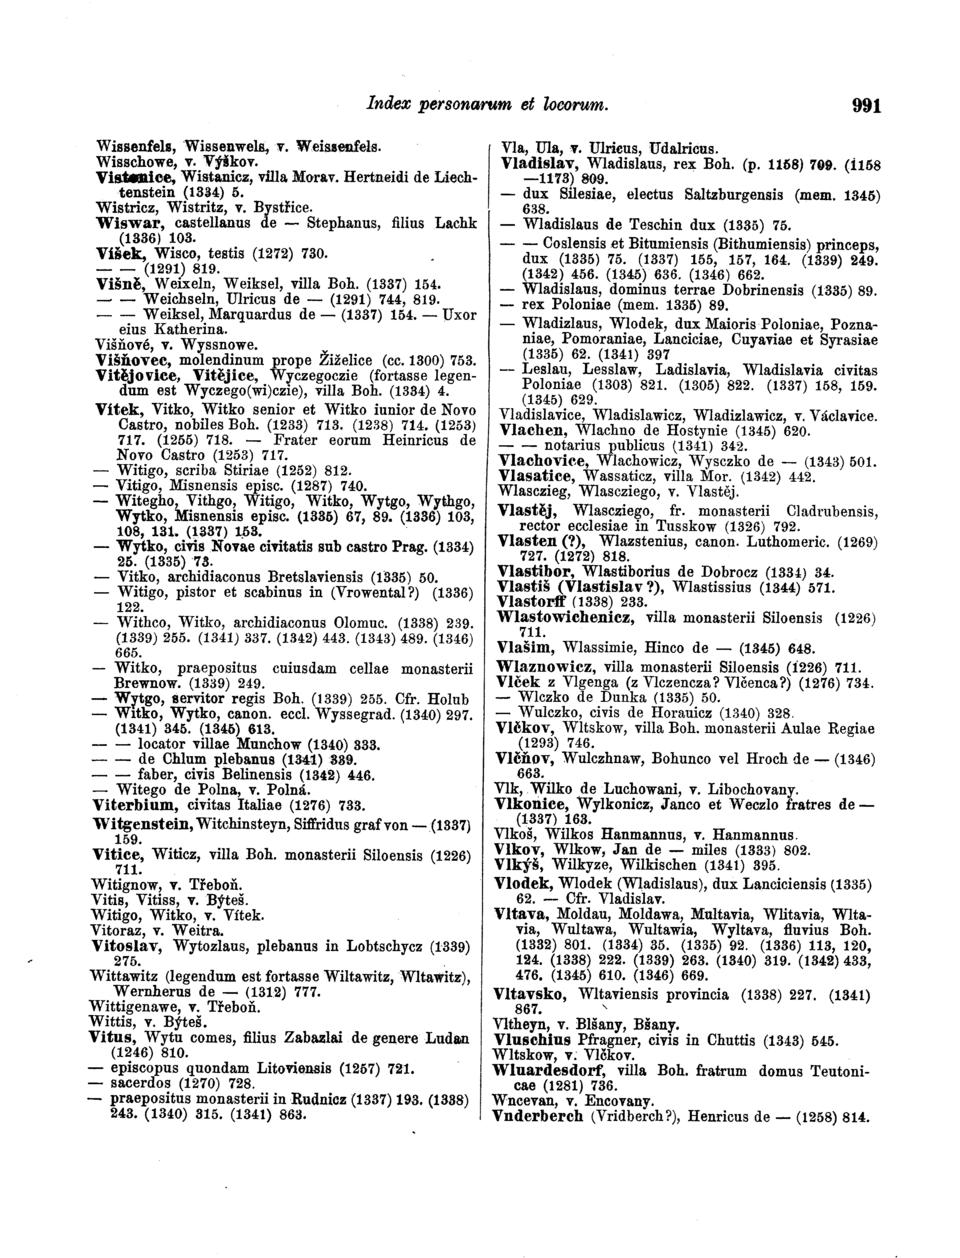 Index personarum et locorum. 991
Wissenfels, Wissenwels, v. Weissenfels.
Wisschowe, v. Výškov.
Vistonice, Wistanicz, villa Morav. Hertneidi de Liech-
tenstein (1334) 5.
Wistricz, Wistritz, v. Bystřice.
Wiswar, castellanus de — Stephanus, filius Lachk
(1336) 103.
Víšek, Wisco, testis (1272) 730.
— — (1291) 819.
Višně, Weixeln, Weiksel, villa Boh. (1337) 154.
— — Weichseln, Ulricus de — (1291) 744, 819.
— — Weiksel, Marquardus de — (1337) 154. — Uxor
eius Katherina.
Višňové, v. Wyssnowe.
Višňovec, molendinum prope Žiželice (cc. 1300) 753.
Vitějovice, Vitějice, Wyczegoczie (fortasse legen-
dum est Wyczego(wi)czie), villa Boh. (1334) 4.
Vítek, Vitko, Witko senior et Witko iunior de Novo
Castro, nobiles Boh. (1233) 713. (1238) 714. (1253)
717. (1255) 718. — Frater eorum Heinricus de
Novo Castro (1253) 717.
— Witigo, scriba Stiriae (1252) 812.
— Vitigo, Misnensis episc. (1287) 740.
— Witegho, Vithgo, Witigo, Witko, Wytgo, Wythgo,
Wytko, Misnensis episc. (1335) 67, 89. (1336) 103,
108, 131. (1337) 153.
— Wytko, civis Novae civitatis sub castro Prag. (1334)
25. (1335) 73.
— Vitko, archidiaconus Bretslaviensis (1335) 50.
— Witigo, pistor et scabinus in (Vrowental?) (1336)
122.
— Withco, Witko, archidiaconus Olomuc. (1338) 239.
(1339) 255. (1341) 337. (1342) 443. (1343) 489. (1346)
665.
— Witko, praepositus cuiusdam cellae monasterii
Brewnow. (1339) 249.
— Wytgo, servitor regis Boh. (1339) 255. Cfr. Holub
— Witko, Wytko, canon. eccl. Wyssegrad. (1340) 297.
(1341) 345. (1345) 613.
— — locator villae Munchow (1340) 333.
— — de Chlum plebanus (1341) 339.
— — faber, civis Belinensis (1342) 446.
— Witego de Polna, v. Polná.
Viterbium, civitas Italiae (1276) 733.
Witgenstein, Witchinsteyn, Siffridus graf von — (1337)
159.
Vitice, Witicz, villa Boh. monasterii Siloensis (1226)
711.
Witignow, v. Třeboň.
Vitis, Vitiss, v. Býteš.
Witigo, Witko, v. Vítek.
Vitoraz, v. Weitra.
Vitoslav, Wytozlaus, plebanus in Lobtschycz (1339)
275.
Wittawitz (legendum est fortasse Wiltawitz, Wltawitz),
Wernherus de — (1312) 777.
Wittigenawe, v. Třeboň.
Wittis, v. Býteš.
Vitus, Wytu comes, filius Zabazlai de genere Ludan
(1246) 810.
— episcopus quondam Litoviensis (1257) 721.
— sacerdos (1270) 728.
— praepositus monasterii in Rudnicz (1337) 193. (1338)
243. (1340) 315. (1341) 863.
Vla, Ula, v. Ulricus, Udalricus.
Vladislav, Wladislaus, rex Boh. (p. 1158) 709. (1158
—1173) 809.
— dux Silesiae, electus Saltzburgensis (mem. 1345)
638.
— Wladislaus de Teschin dux (1335) 75.
— — Coslensis et Bitumiensis (Bithumiensis) princeps,
dux (1335) 75. (1337) 155, 157, 164. (1339) 249.
(1342) 456. (1345) 636. (1346) 662.
— Wladislaus, dominus terrae Dobrinensis (1335) 89.
— rex Poloniae (mem. 1335) 89.
— Wladizlaus, Wlodek, dux Maioris Poloniae, Pozna-
niae, Pomoraniae, Lanciciae, Cuyaviae et Syrasiae
(1335) 62. (1341) 397
— Leslau, Lesslaw, Ladislavia, Wladislavia civitas
Poloniae (1303) 821. (1305) 822. (1337) 158, 159.
(1345) 629.
Vladislavice, Wladislawicz, Wladizlawicz, v. Václavice.
Vlachen, Wlachno de Hostynie (1345) 620.
— — notarius publicus (1341) 342.
Vlachovice, Wlachowicz, Wysczko de — (1343) 501.
Vlasatice, Wassaticz, villa Mor. (1342) 442.
Wlasczieg, Wlascziego, v. Vlastěj.
Vlastěj, Wlascziego, fr. monasterii Cladrubensis,
rector ecclesiae in Tusskow (1326) 792.
Vlasten (?), Wlazstenius, canon. Luthomeric. (1269)
727. (1272) 818.
Vlastibor, Wlastiborius de Dobrocz (1334) 34.
Vlastiš (Vlastislav?), Wlastissius (1344) 571.
Vlastorff (1338) 233.
Wlastowichenicz, villa monasterii Siloensis (1226)
711.
Vlašim, Wlassimie, Hinco de — (1345) 648.
Wlaznowicz, villa monasterii Siloensis (1226) 711.
Vlček z Vlgenga (z Vlczencza? Vlčenca?) (1276) 734.
— Wlczko de Dunka (1335) 50.
— Wulczko, civis de Horauicz (1340) 328.
Vlčkov, Wltskow, villa Boh. monasterii Aulae Regiae
(1293) 746.
Vlčňov, Wulczhnaw, Bohunco vel Hroch de — (1346)
663.
Vlk, Wilko de Luchowani, v. Libochovany.
Vlkonice, Wylkonicz, Janco et Weczlo fratres de —
(1337) 163.
Vlkoš, Wilkos Hanmannus, v. Hanmannus.
Vlkov, Wlkow, Jan de — miles (1333) 802.
Vlkýš, Wilkyze, Wilkischen (1341) 395.
Vlodek, Wlodek (Wladislaus), dux Lanciciensis (1335)
62. — Cfr. Vladislav.
Vltava, Moldau, Moldawa, Multavia, Wlitavia, Wlta-
via, Wultawa, Wultawia, Wyltava, fluvius Boh.
(1332) 801. (1334) 35. (1335) 92. (1336) 113, 120,
124. (1338) 222. (1339) 263. (1340) 319. (1342) 433,
476. (1345) 610. (1346) 669.
Vltavsko, Wltaviensis provincia (1338) 227. (1341)
867.
Vltheyn, v. Blšany, Bšany.
Vluschius Pfragner, civis in Chuttis (1343) 545.
Wltskow, v. Vlčkov.
Wluardesdorf, villa Boh. fratrum domus Teutoni-
cae (1281) 736.
Wncevan, v. Encovany.
Vnderberch (Vridberch?), Henricus de — (1258) 814.